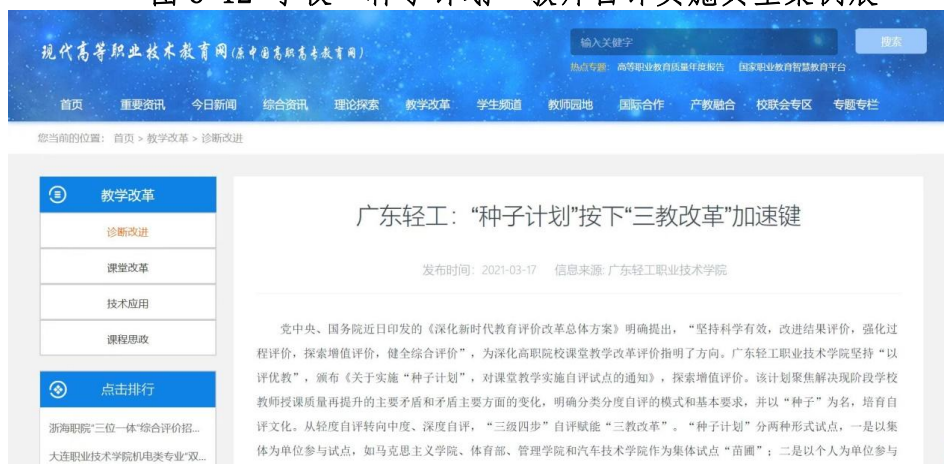 现代高等职业技术教育网(原中国高职高专教育网)
输入关健字
搜索
热点专题: 高等职业教育质量年度报告 国家职业教育智慧教育平台
首页 重要资讯 今日新闻 综合资讯 理论探索 教学改革 学生频道 教师园地 国际合作 产教融合 校联会专区 专题专栏
您当前的位置: 首页 > 教学改革 > 诊断改进
教学改革
诊断改进
课堂改革
技术应用
课程思政
点击排行
浙海职院“三位一体”综合评价招...
大连职业技术学院机电类专业“双...
广东轻工：“种子计划”按下“三教改革”加速键
发布时间: 2021-03-17 信息来源: 广东轻工职业技术学院
党中央、国务院近日印发的《深化新时代教育评价改革总体方案》明确提出，“坚持科学有效，改进结果评价，强化过
程评价，探索增值评价，健全综合评价”，为深化高职院校课堂教学改革评价指明了方向。广东轻工职业技术学院坚持“以
评优教”，颁布《关于实施“种子计划”，对课堂教学实施自评试点的通知》，探索增值评价。该计划聚焦解决现阶段学校
教师授课质量再提升的主要矛盾和矛盾主要方面的变化，明确分类分度自评的模式和基本要求，并以“种子”为名，培育自
评文化。从轻度自评转向中度、深度自评，“三级四步”自评赋能“三教改革”。“种子计划”分两种形式试点，一是以集
体为单位参与试点，如马克思主义学院、体育部、管理学院和汽车技术学院作为集体试点“苗圃”；二是以个人为单位参与